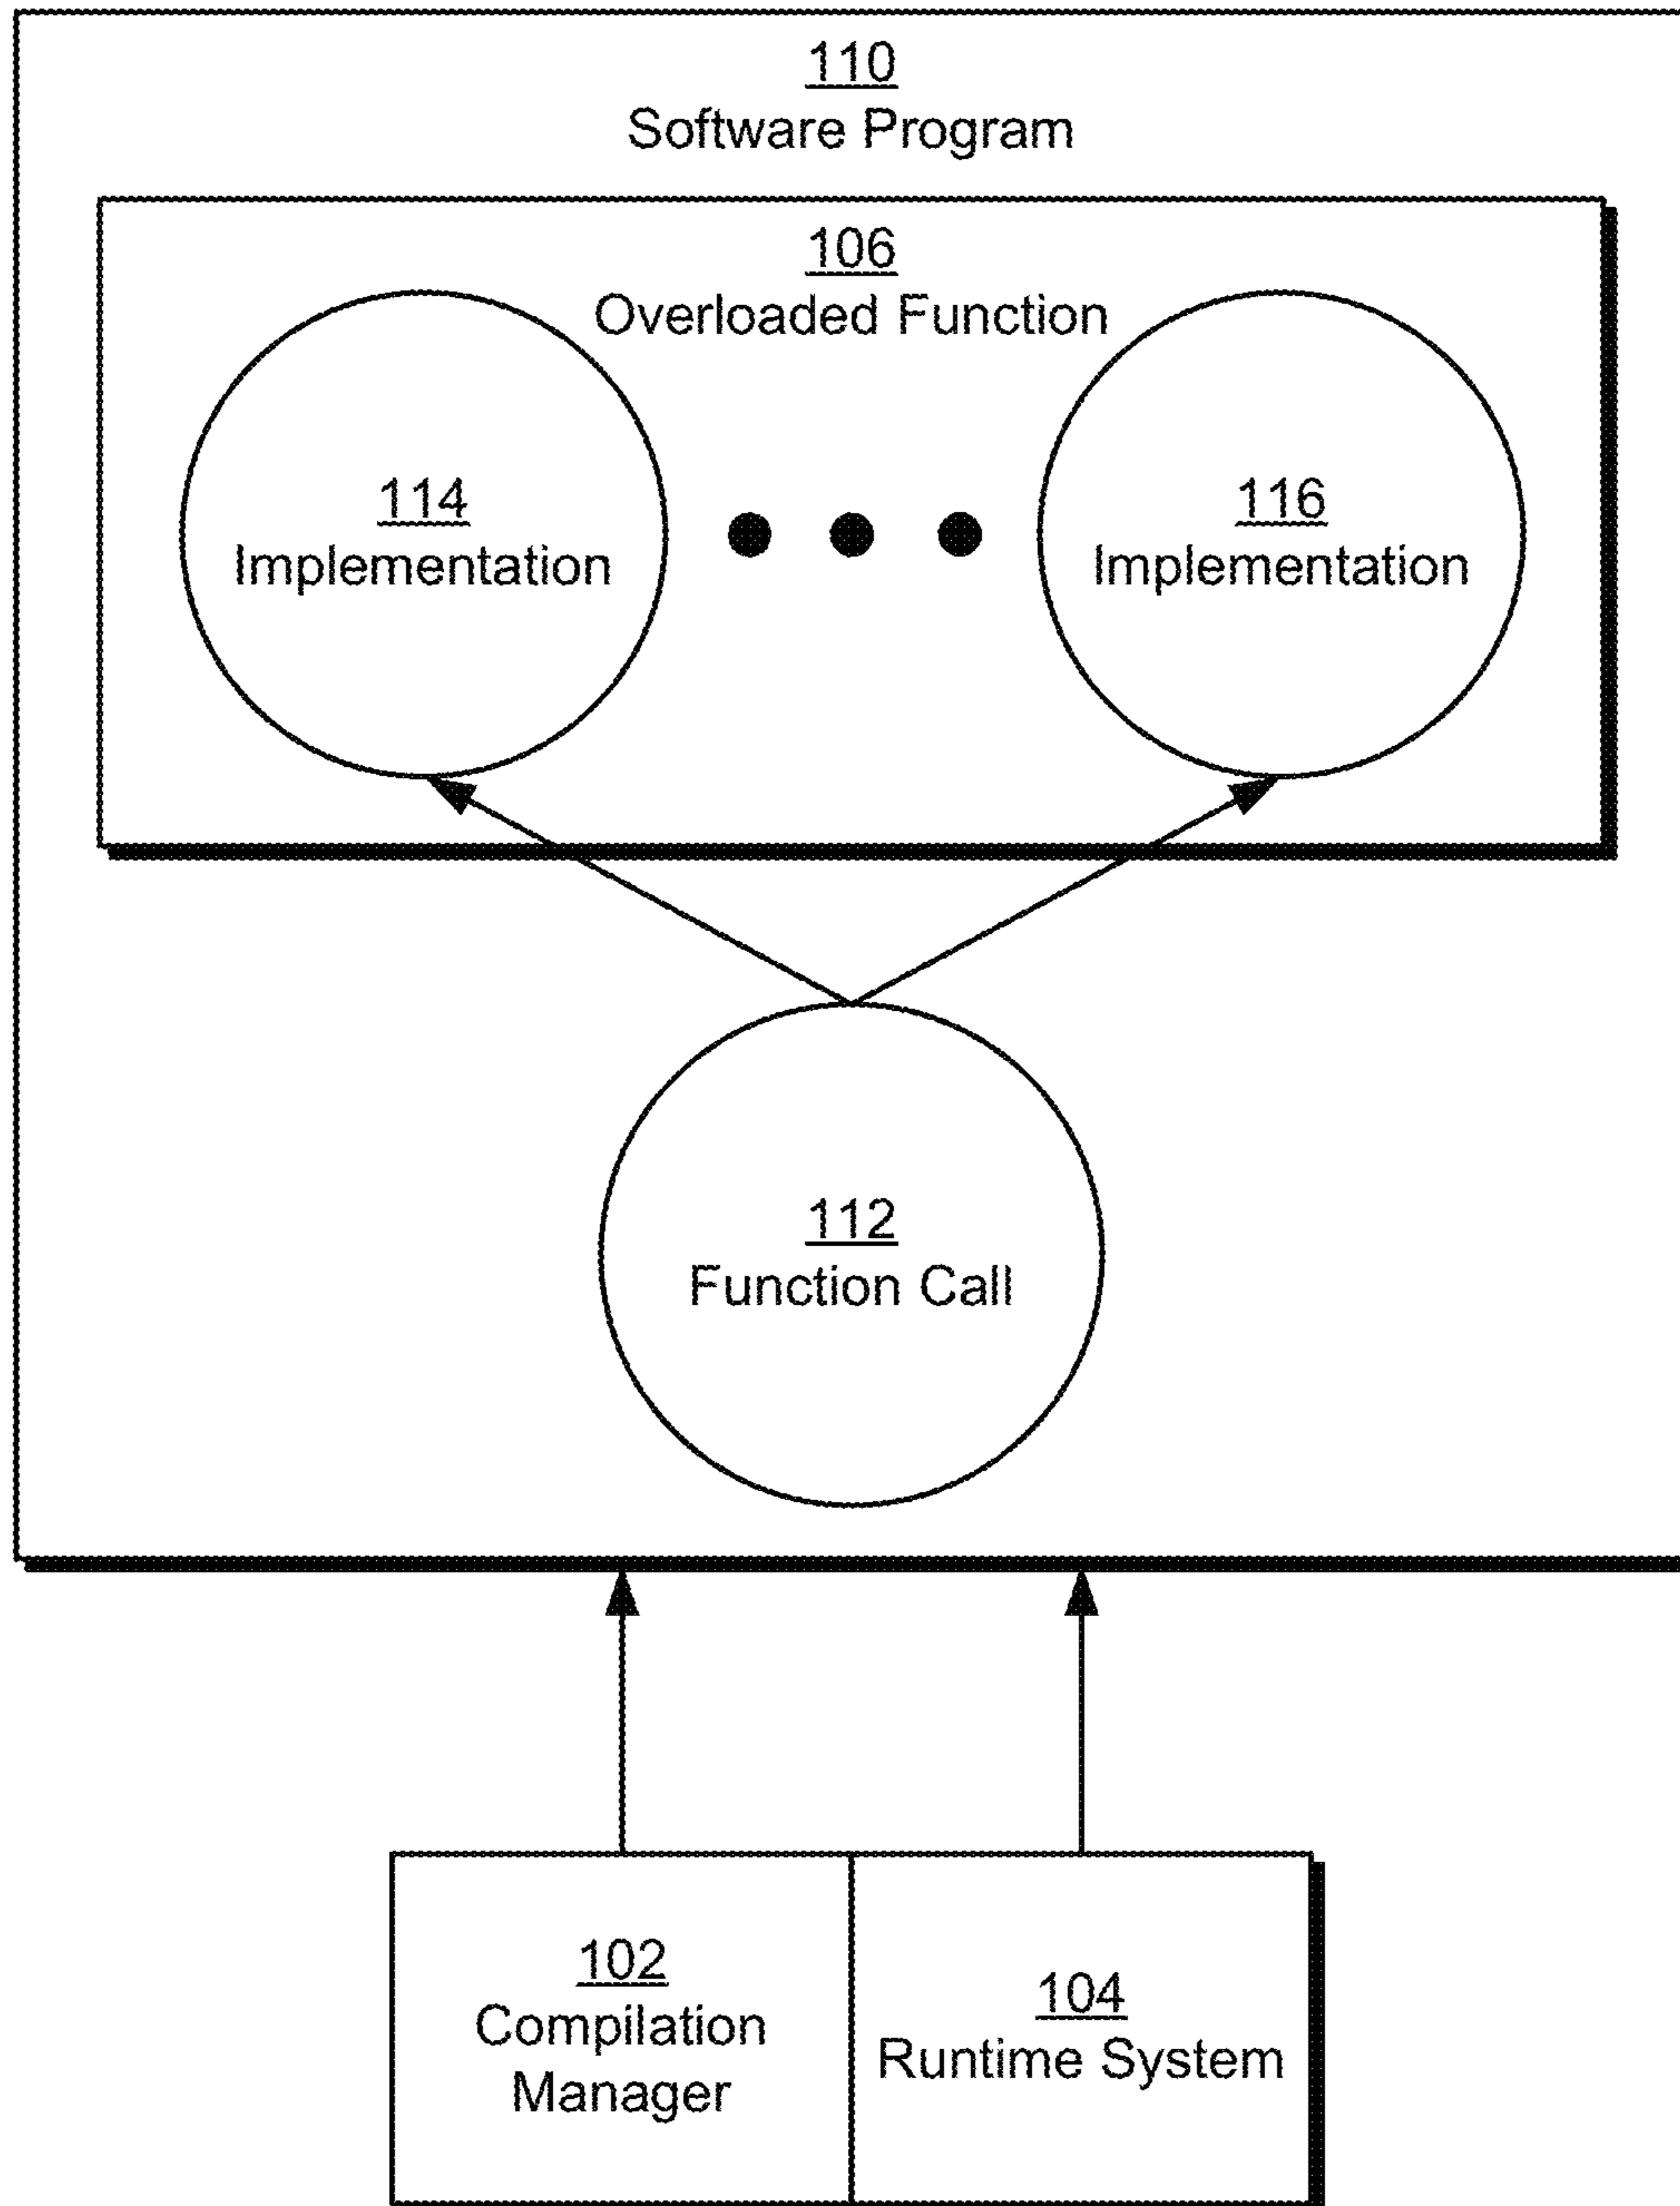 110
Software Program
106
Overloaded Function
114
Implementation
116
Implementation
112
Function Call
102
Compilation
Manager
104
Runtime System